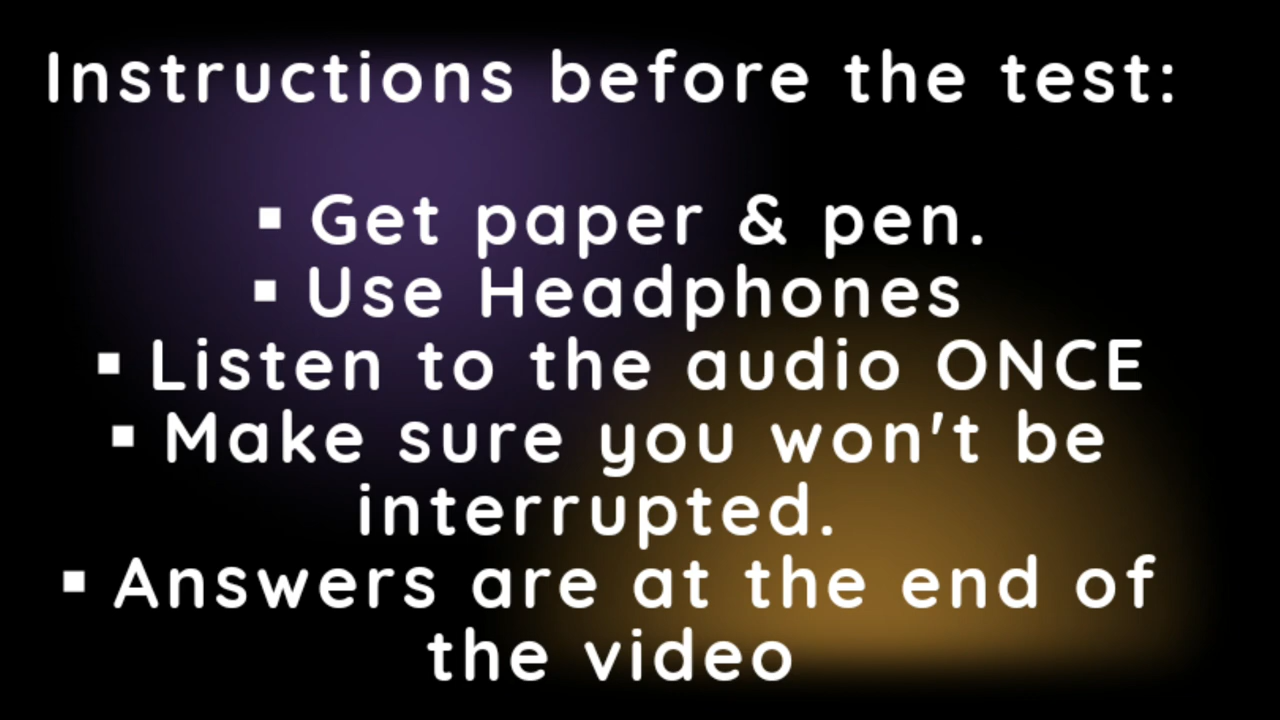 Instructions before the test:
▪ Get paper & pen.
▪ Use Headphones
▪ Listen to the audio ONCE
▪ Make sure you won't be
interrupted.
▪ Answers are at the end of
the video